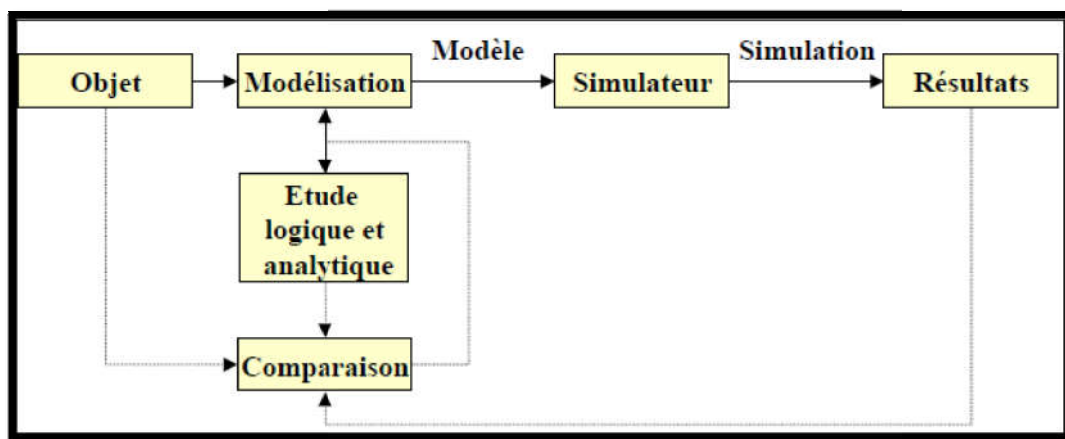 Objet
Modélisation
Modèle
Simulateur
Simulation
Résultats
Etude
logique et
analytique
Comparaison